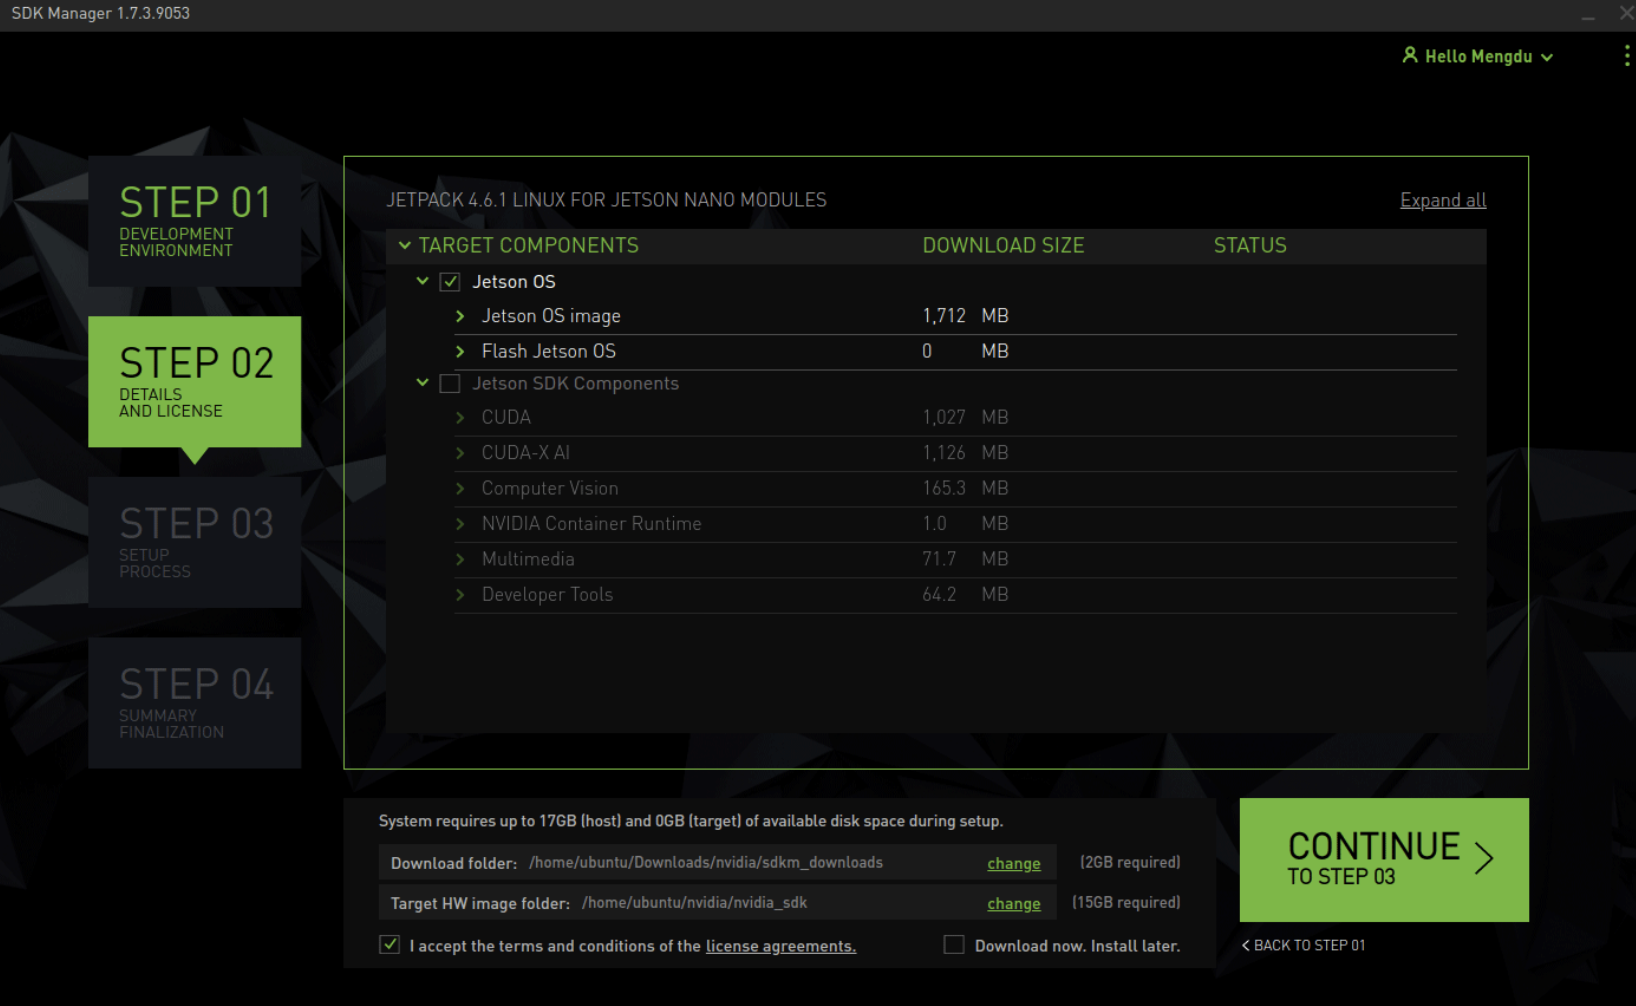 SDK Manager 1.7.3.9053
Hello Mengdu
STEP 01
DEVELOPMENT
ENVIRONMENT
STEP 02
DETAILS
AND LICENSE
STEP 03
SETUP
PROCESS
STEP 04
SUMMARY
FINALIZATION
JETPACK 4.6.1 LINUX FOR JETSON NANO MODULES Expand all
TARGET COMPONENTS DOWNLOAD SIZE STATUS
Jetson OS
Jetson OS image 1,712 MB
Flash Jetson OS 0 MB
Jetson SDK Components
CUDA 1,027 MB
CUDA-X AI 1,126 MB
Computer Vision 165.3 MB
NVIDIA Container Runtime 1.0 MB
Multimedia 71.7 MB
Developer Tools 64.2 MB
System requires up to 17GB (host) and 0GB (target) of available disk space during setup.
Download folder: /home/ubuntu/Downloads/nvidia/sdkm_downloads change (2GB required)
Target HW image folder: /home/ubuntu/nvidia/nvidia_sdk change (15GB required)
I accept the terms and conditions of the license agreements. Download now. Install later.
CONTINUE
TO STEP 03
BACK TO STEP 01